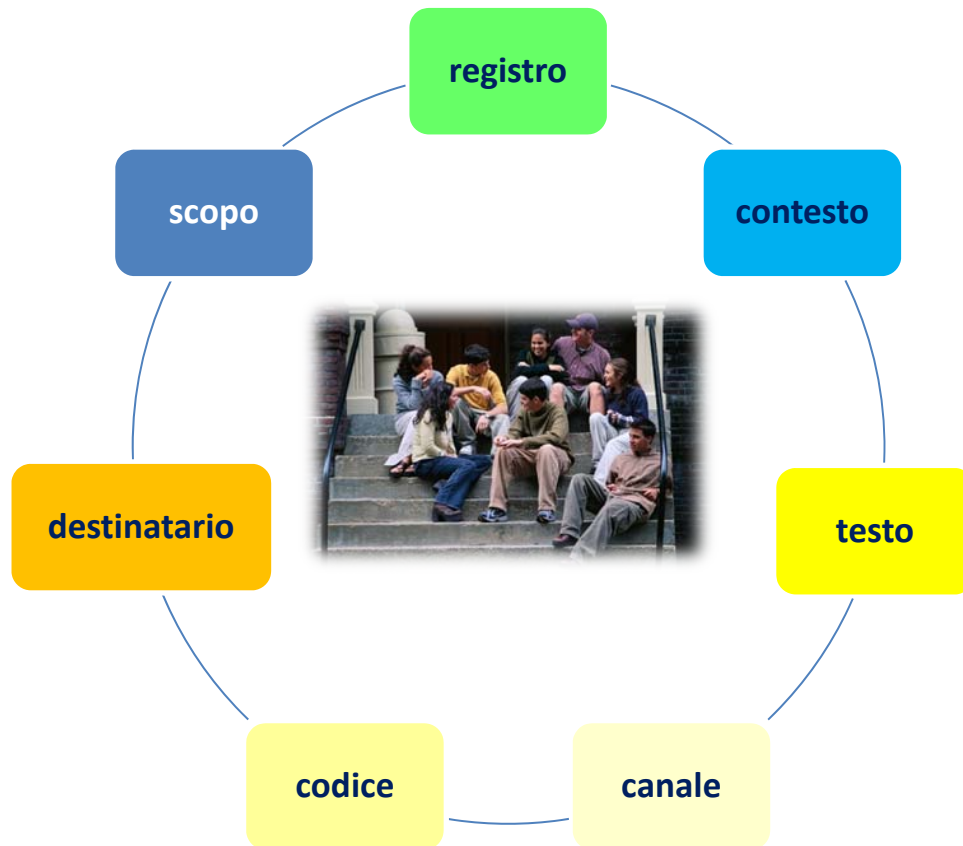 registro
scopo
contesto
destinatario
testo
codice
canale